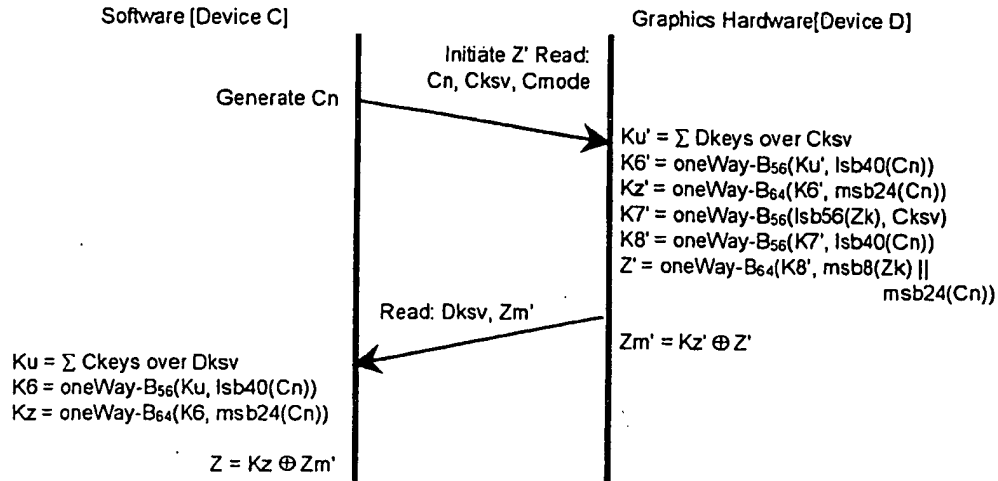 Software [Device C]
Graphics Hardware[Device D]
Initiate Z' Read:
Cn, Cksv, Cmode
Generate Cn
Ku' = ∑ Dkeys over Cksv
K6' = oneWay-B56(Ku', lsb40(Cn))
Kz' = oneWay-B64(K6', msb24(Cn))
K7' = oneWay-B56(lsb56(Zk), Cksv)
K8' = oneWay-B56(K7', lsb40(Cn))
Z' = oneWay-B64(K8', msb8(Zk) ||
msb24(Cn))
Read: Dksv, Zm'
Zm' = Kz' ⊕ Z'
Ku = ∑ Ckeys over Dksv
K6 = oneWay-B56(Ku, lsb40(Cn))
Kz = oneWay-B64(K6, msb24(Cn))
Z = Kz ⊕ Zm'